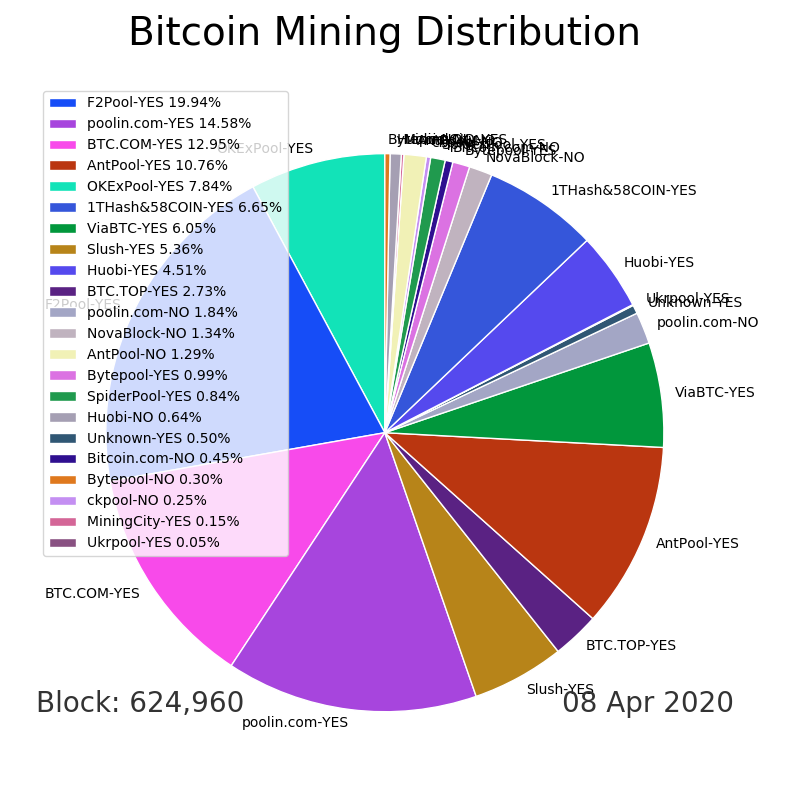 Bitcoin Mining Distribution
F2Pool-YES 19.94%
poolin.com-YES 14.58%
BTC.COM-YES 12.95%
AntPool-YES 10.76%
OKExPool-YES 7.84%
1THash&58COIN-YES 6.65%
ViaBTC-YES 6.05%
Slush-YES 5.36%
Huobi-YES 4.51%
BTC.TOP-YES 2.73%
poolin.com-NO 1.84%
NovaBlock-NO 1.34%
AntPool-NO 1.29%
Bytepool-YES 0.99%
SpiderPool-YES 0.84%
Huobi-NO 0.64%
Unknown-YES 0.50%
Bitcoin.com-NO 0.45%
Bytepool-NO 0.30%
ckpool-NO 0.25%
MiningCity-YES 0.15%
Ukrpool-YES 0.05%
OKExPool-YES
F2Pool-YES
BTC.COM-YES
poolin.com-YES
Slush-YES
BTC.TOP-YES
AntPool-YES
ViaBTC-YES
poolin.com-NO
Unknown-YES
Ukrpool-YES
Huobi-YES
1THash&58COIN-YES
NovaBlock-NO
Bytepool-YES
Block: 624,960
08 Apr 2020